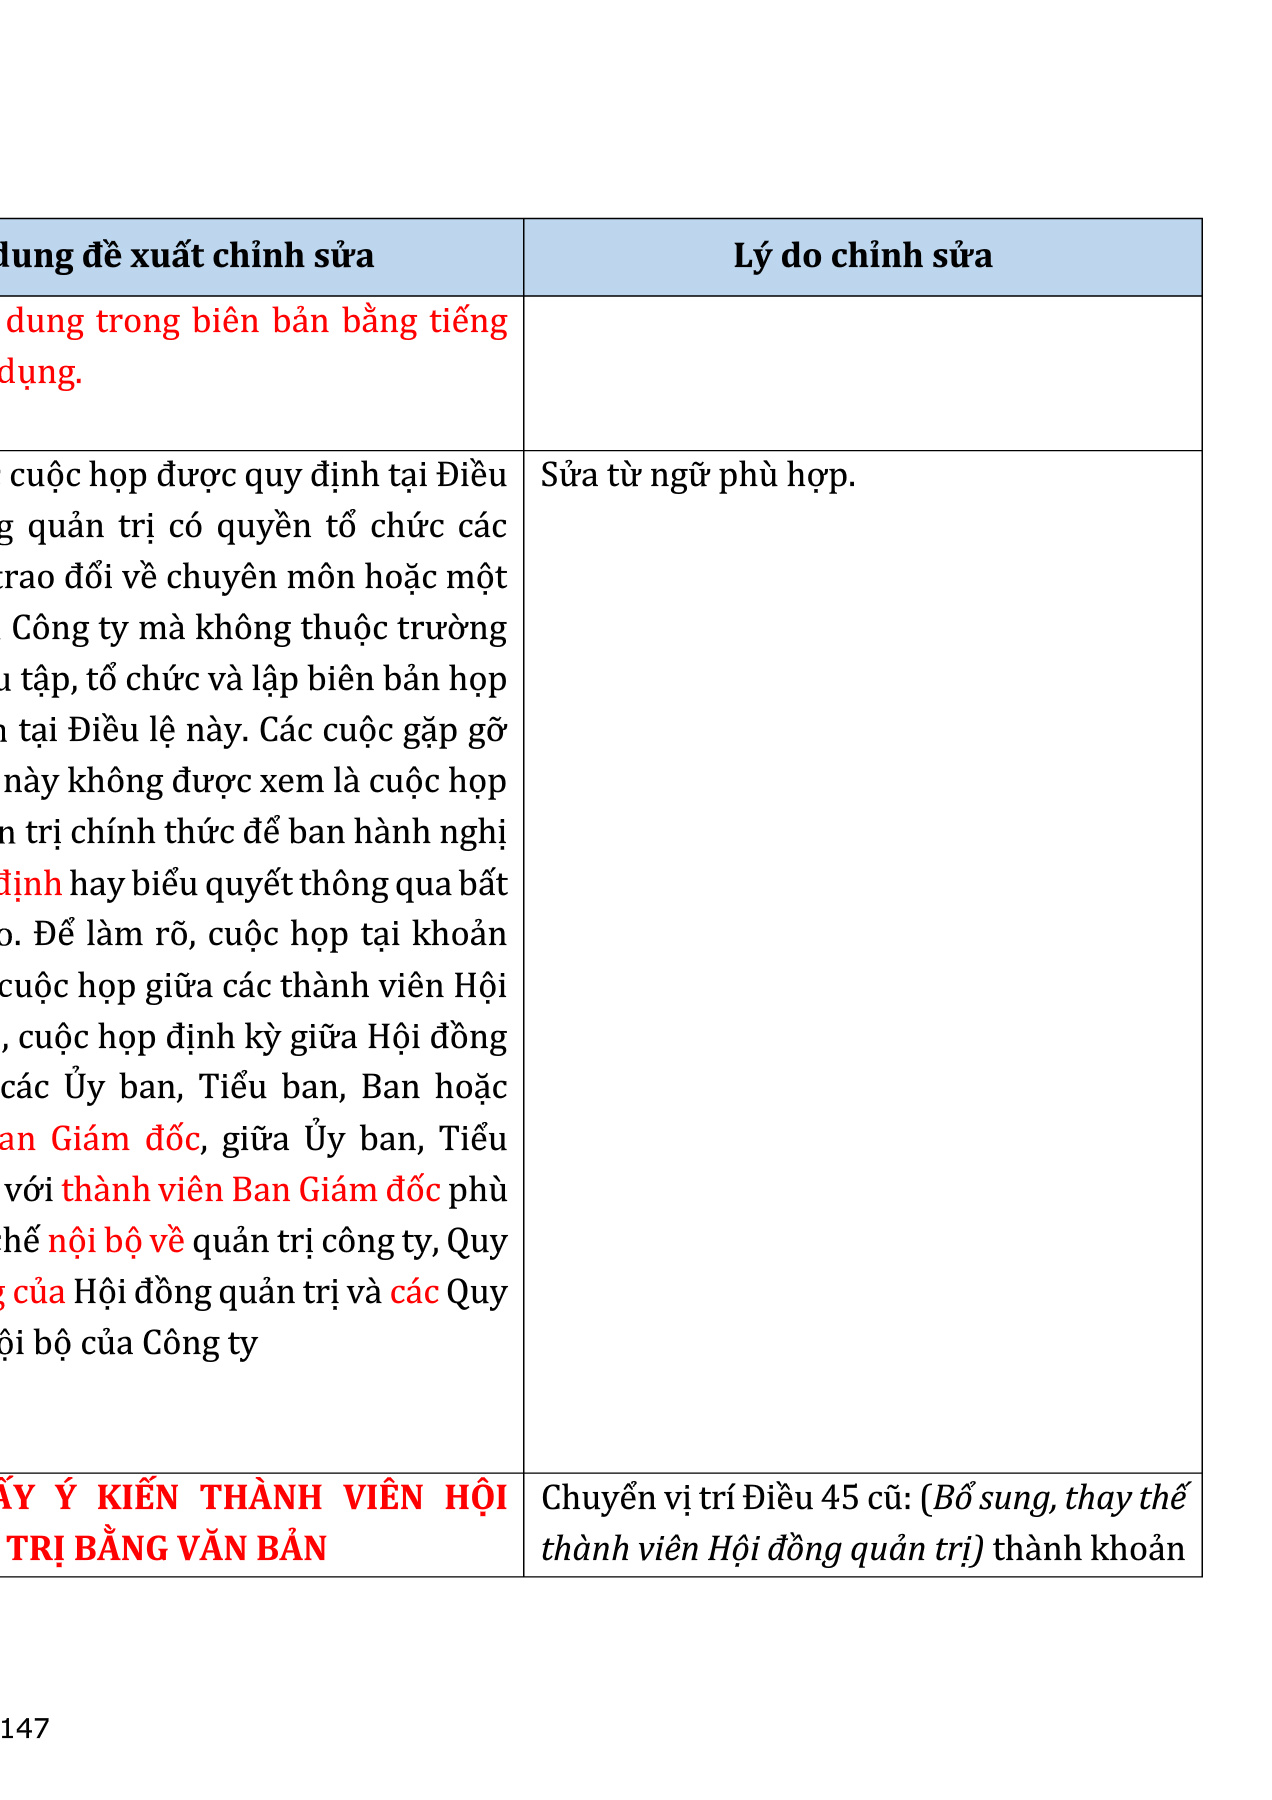 dung đề xuất chỉnh sửa
Lý do chỉnh sửa
dung trong biên bản bằng tiếng
dụng.
cuộc họp được quy định tại Điều
quản trị có quyền tổ chức các
trao đổi về chuyên môn hoặc một
Công ty mà không thuộc trường
tập, tổ chức và lập biên bản họp
tại Điều lệ này. Các cuộc gặp gỡ
này không được xem là cuộc họp
trị chính thức để ban hành nghị
định hay biểu quyết thông qua bất
Để làm rõ, cuộc họp tại khoản
cuộc họp giữa các thành viên Hội
, cuộc họp định kỳ giữa Hội đồng
các Ủy ban, Tiểu ban, Ban hoặc
Giám đốc, giữa Ủy ban, Tiểu
với thành viên Ban Giám đốc phù
nội bộ về quản trị công ty, Quy
của Hội đồng quản trị và các Quy
bộ của Công ty
Sửa từ ngữ phù hợp.
Ý KIẾN THÀNH VIÊN HỘI
TRỊ BẰNG VĂN BẢN
Chuyển vị trí Điều 45 cũ: (Bổ sung, thay thế
thành viên Hội đồng quản trị) thành khoản
147